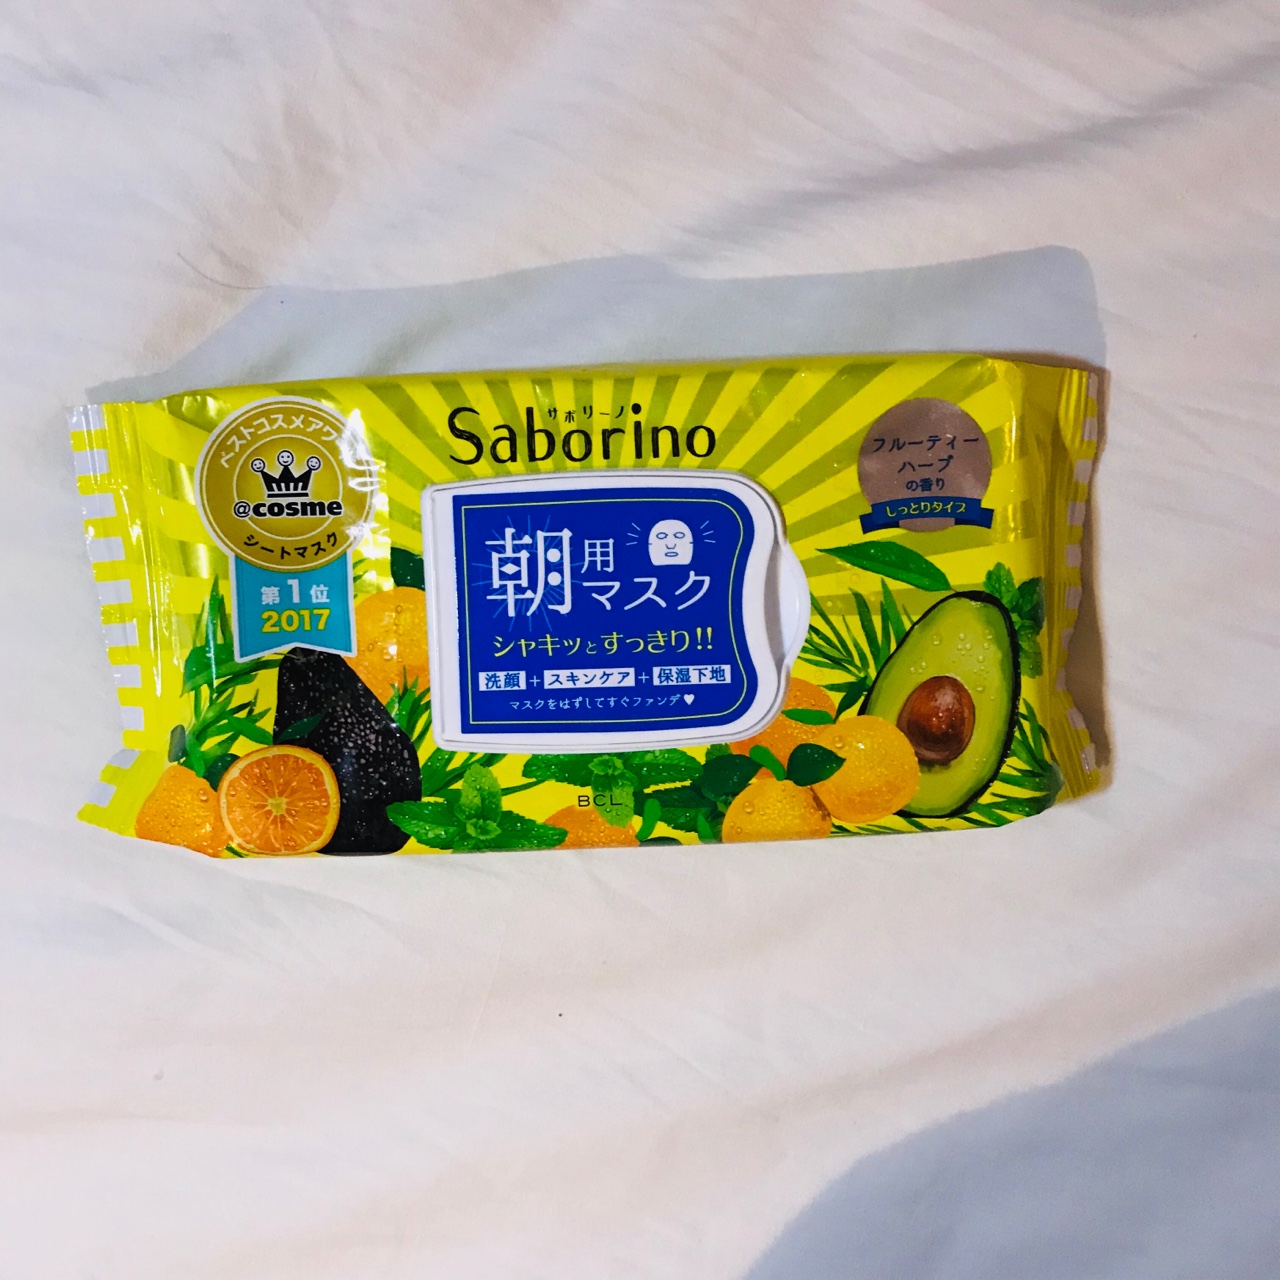 サボリーノ
Saborino
ベストコスメアワ
@cosme
シートマスク
第1位
2017
フルーティー
ハーブ
の香り
しっとりタイプ
朝用
マスク
シャキッとすっきり!!
洗顔+スキンケア+保湿下地
マスクをはずしてすぐファンデ♥
BCL